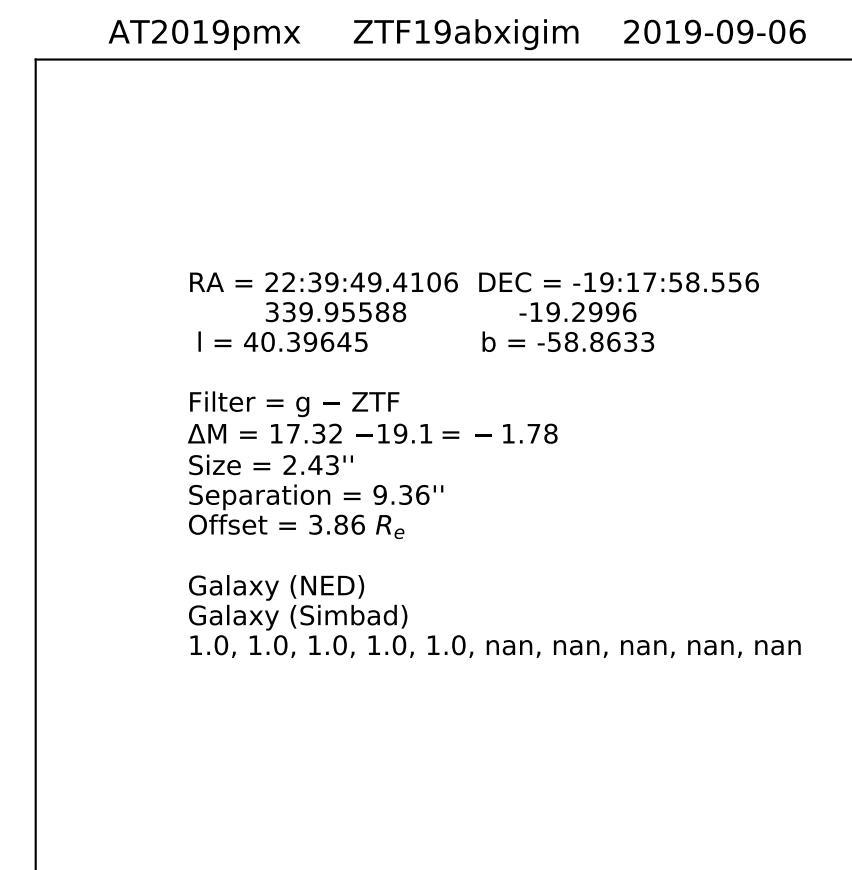 AT2019pmx ZTF19abxigim 2019-09-06
RA = 22:39:49.4106 DEC = -19:17:58.556
339.95588 -19.2996
l = 40.39645 b = -58.8633
Filter = g − ZTF
ΔM = 17.32 −19.1 = − 1.78
Size = 2.43''
Separation = 9.36''
Offset = 3.86 Rₑ
Galaxy (NED)
Galaxy (Simbad)
1.0, 1.0, 1.0, 1.0, 1.0, nan, nan, nan, nan, nan